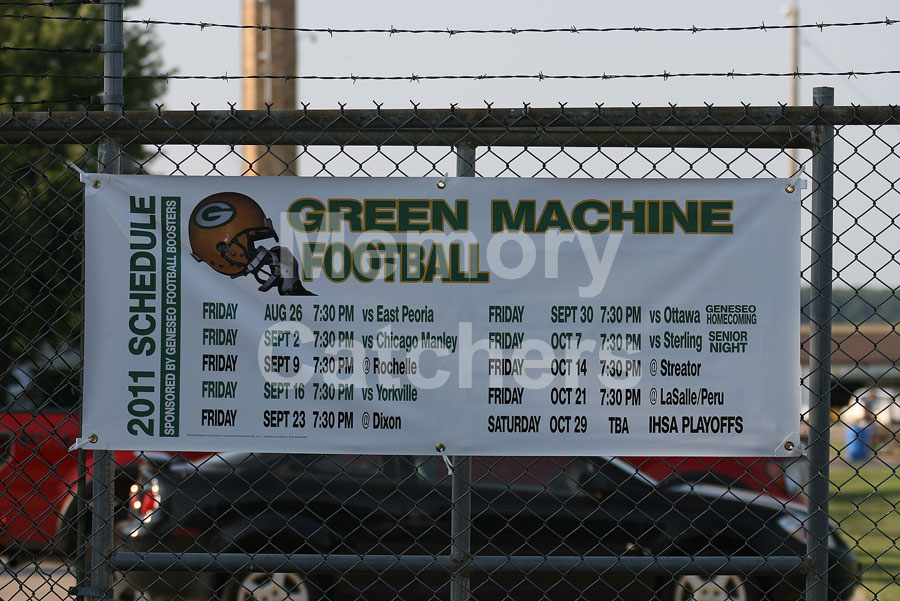 2011 SCHEDULE
SPONSORED BY GENESEO FOOTBALL BOOSTERS
G
GREEN MACHINE
FOOTBALL
FRIDAY AUG 26 7:30 PM vs East Peoria
FRIDAY SEPT 2 7:30 PM vs Chicago Manley
FRIDAY SEPT 9 7:30 PM @ Rochelle
FRIDAY SEPT 16 7:30 PM vs Yorkville
FRIDAY SEPT 23 7:30 PM @ Dixon
FRIDAY SEPT 30 7:30 PM vs Ottawa GENESEO HOMECOMING
FRIDAY OCT 7 7:30 PM vs Sterling SENIOR NIGHT
FRIDAY OCT 14 7:30 PM @ Streator
FRIDAY OCT 21 7:30 PM @ LaSalle/Peru
SATURDAY OCT 29 TBA IHSA PLAYOFFS
Memory
Catchers